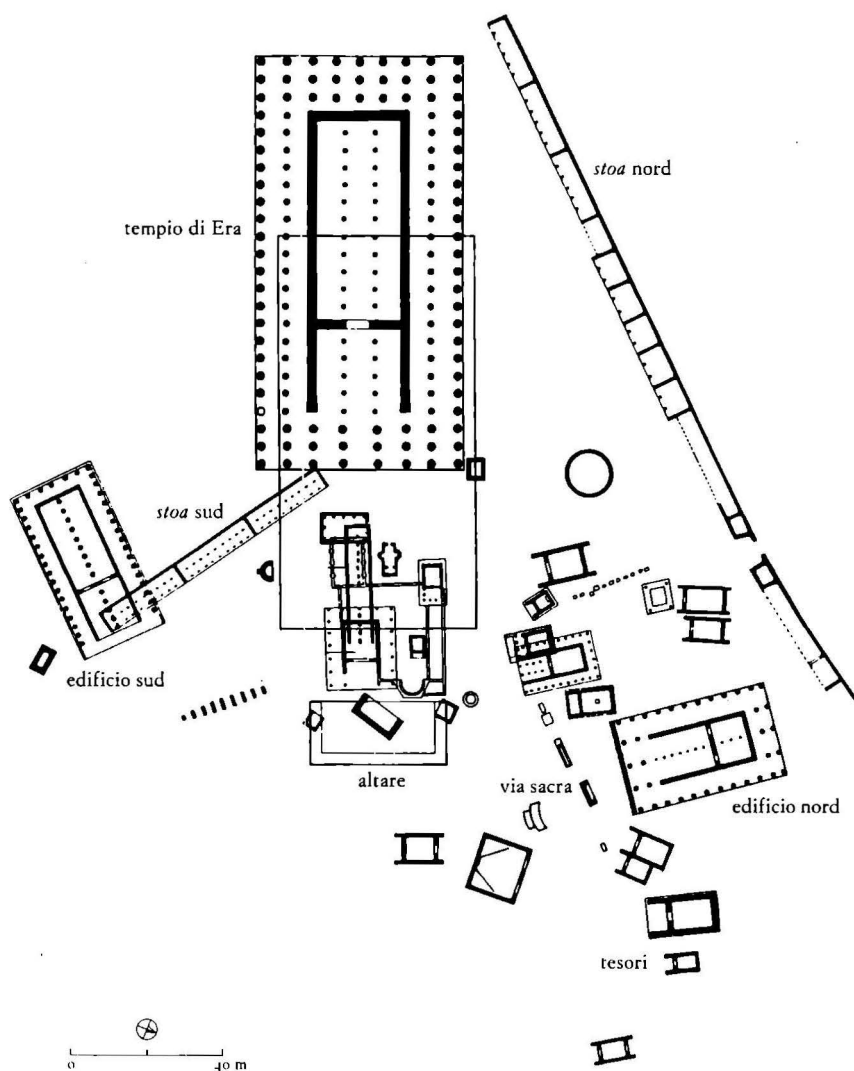 stoa nord
tempio di Era
stoa sud
edificio sud
altare
via sacra
edificio nord
tesori
0 40 m